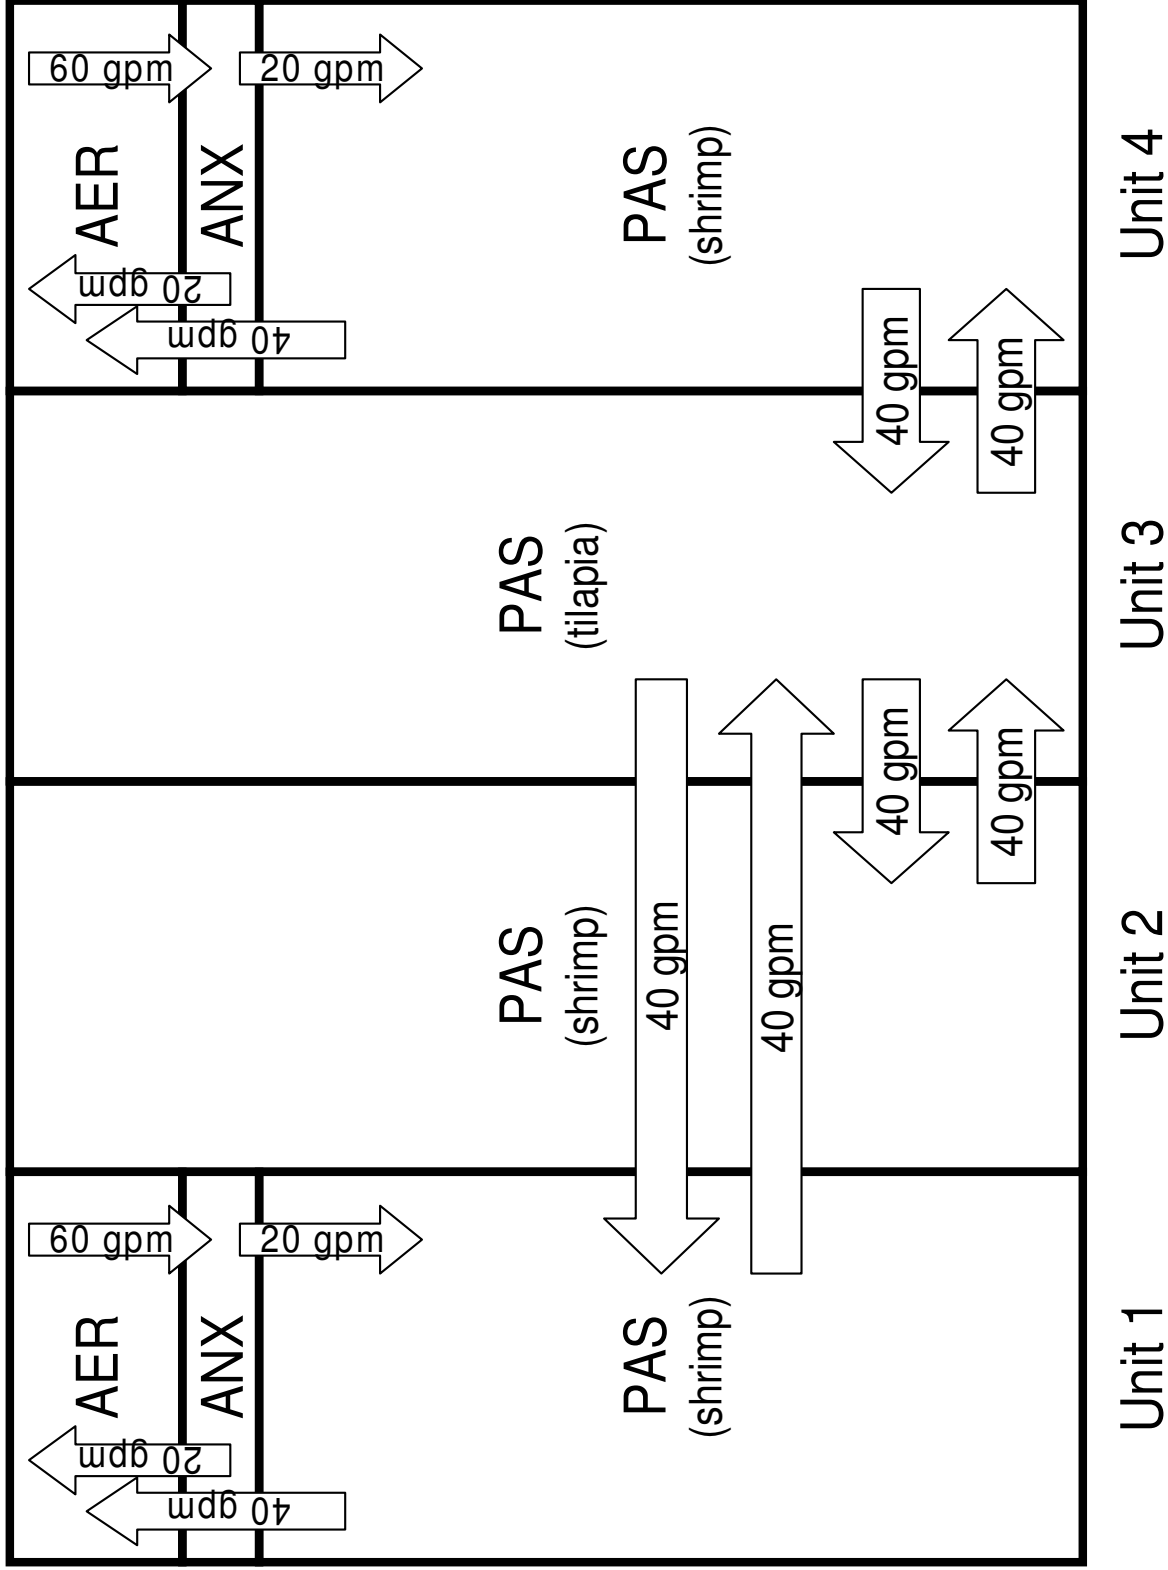 60 gpm
20 gpm
AER
ANX
20 gpm
40 gpm
PAS
(shrimp)
40 gpm
40 gpm
Unit 4
PAS
(tilapia)
40 gpm
40 gpm
Unit 3
PAS
(shrimp)
40 gpm
40 gpm
Unit 2
60 gpm
20 gpm
AER
ANX
20 gpm
40 gpm
PAS
(shrimp)
Unit 1